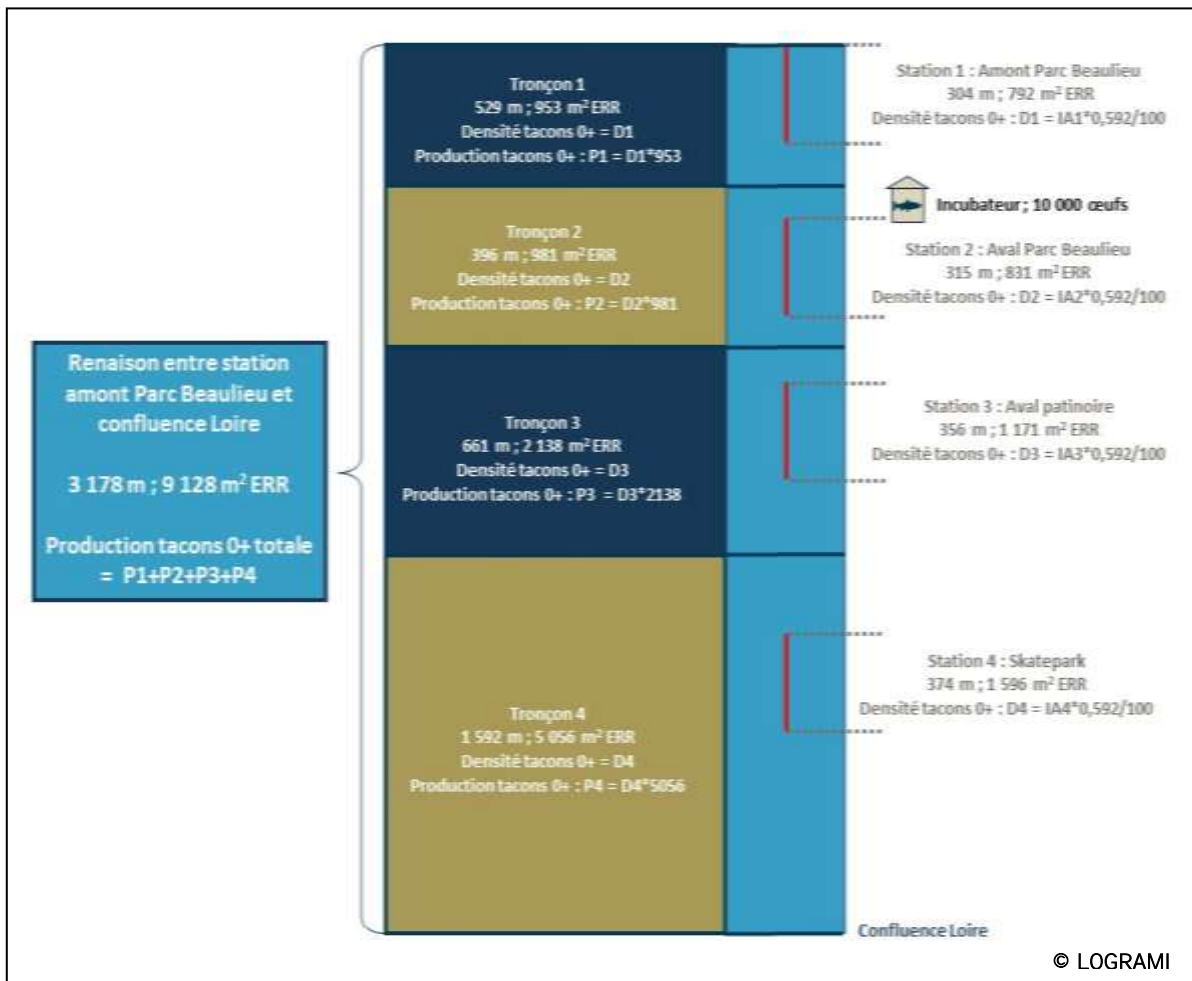 Renaison entre station
amont Parc Beaulieu et
confluence Loire
3 178 m ; 9 128 m² ERR
Production tacons 0+ totale
= P1+P2+P3+P4
Tronçon 1
529 m ; 953 m² ERR
Densité tacons 0+ = D1
Production tacons 0+ : P1 = D1*953
Tronçon 2
396 m ; 981 m² ERR
Densité tacons 0+ = D2
Production tacons 0+ : P2 = D2*981
Tronçon 3
661 m ; 2 138 m² ERR
Densité tacons 0+ = D3
Production tacons 0+ : P3 = D3*2138
Tronçon 4
1 592 m ; 5 056 m² ERR
Densité tacons 0+ = D4
Production tacons 0+ : P4 = D4*5056
Station 1 : Amont Parc Beaulieu
304 m ; 792 m² ERR
Densité tacons 0+ : D1 = IA1*0,592/100
Incubateur ; 10 000 œufs
Station 2 : Aval Parc Beaulieu
315 m ; 831 m² ERR
Densité tacons 0+ : D2 = IA2*0,592/100
Station 3 : Aval patinoire
356 m ; 1 171 m² ERR
Densité tacons 0+ : D3 = IA3*0,592/100
Station 4 : Skatepark
374 m ; 1 596 m² ERR
Densité tacons 0+ : D4 = IA4*0,592/100
Confluence Loire
© LOGRAMI